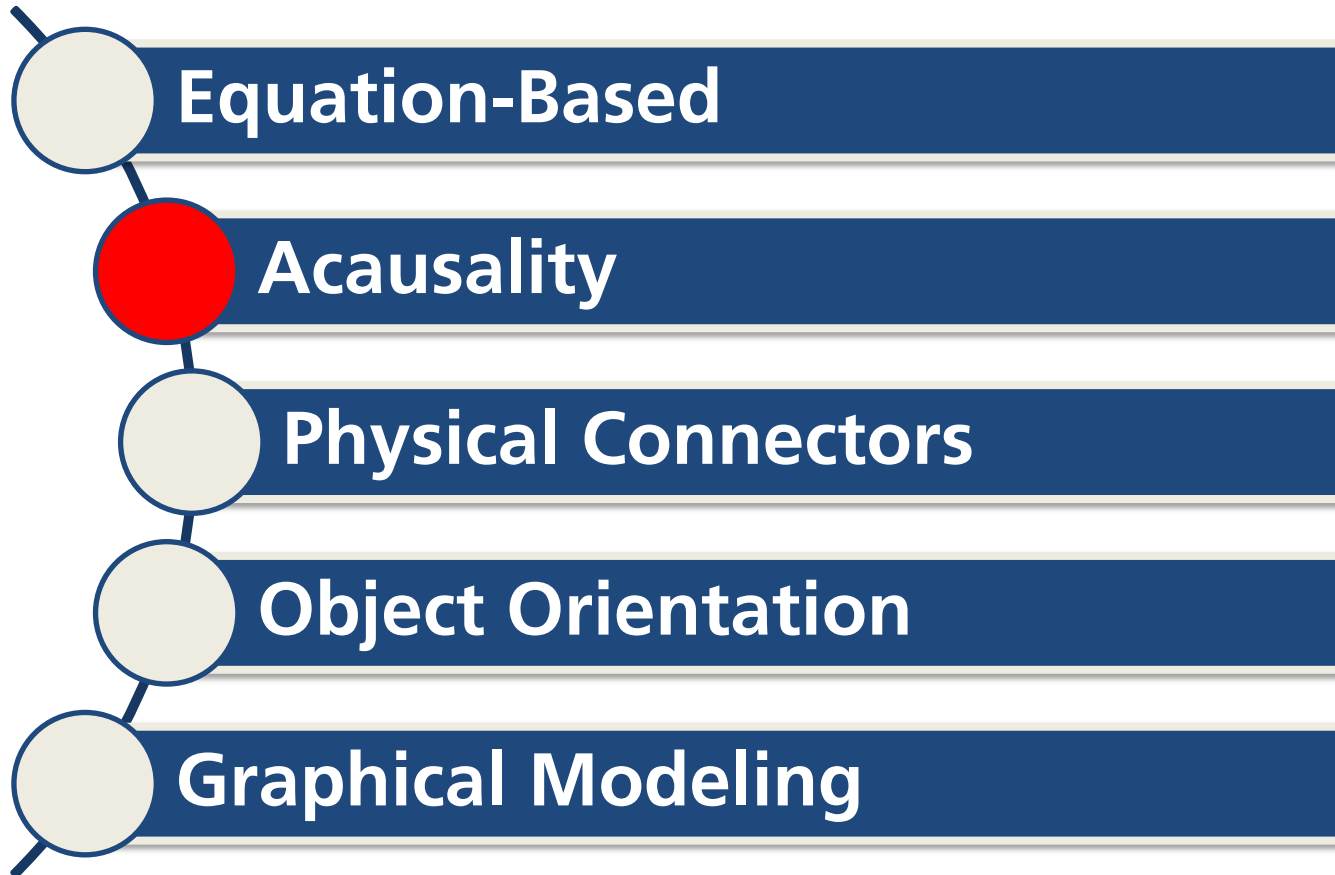 Equation-Based
Acausality
Physical Connectors
Object Orientation
Graphical Modeling